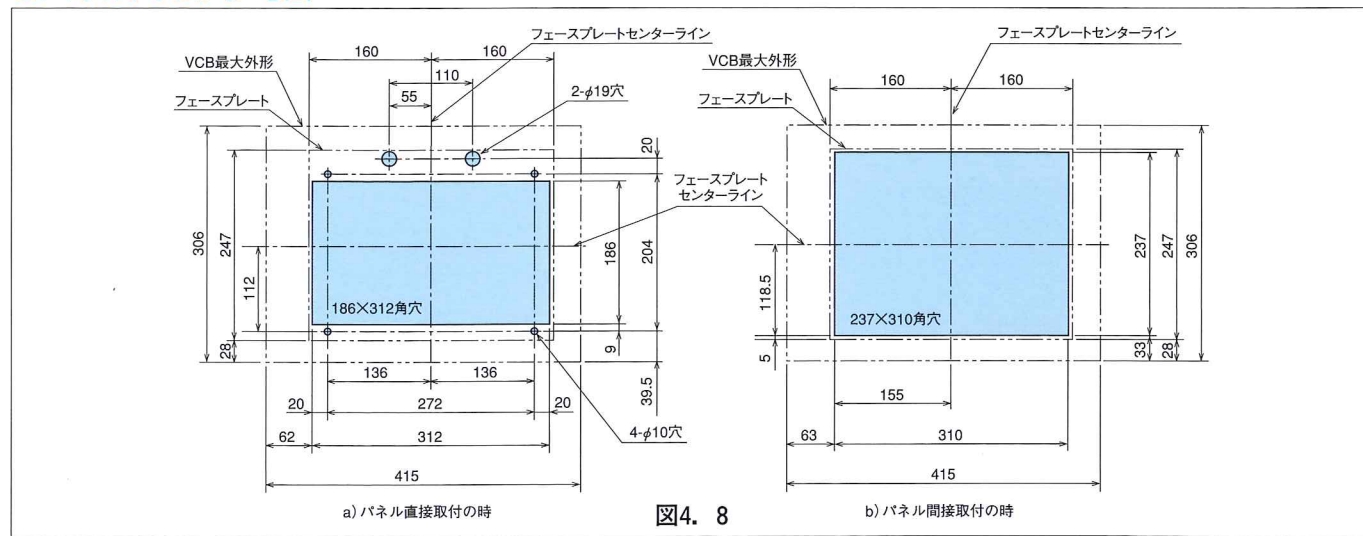 フェースプレートセンターライン
160
160
VCB最大外形
110
フェースプレート
55
2-φ19穴
20
フェースプレート
センターライン
306
247
112
186
204
186×312角穴
28
9
39.5
136
136
20
272
20
4-φ10穴
62
312
415
a) パネル直接取付の時
フェースプレートセンターライン
VCB最大外形
160
160
フェースプレート
118.5
237
247
306
237×310角穴
5
33
28
155
63
310
415
b) パネル間接取付の時
図4. 8